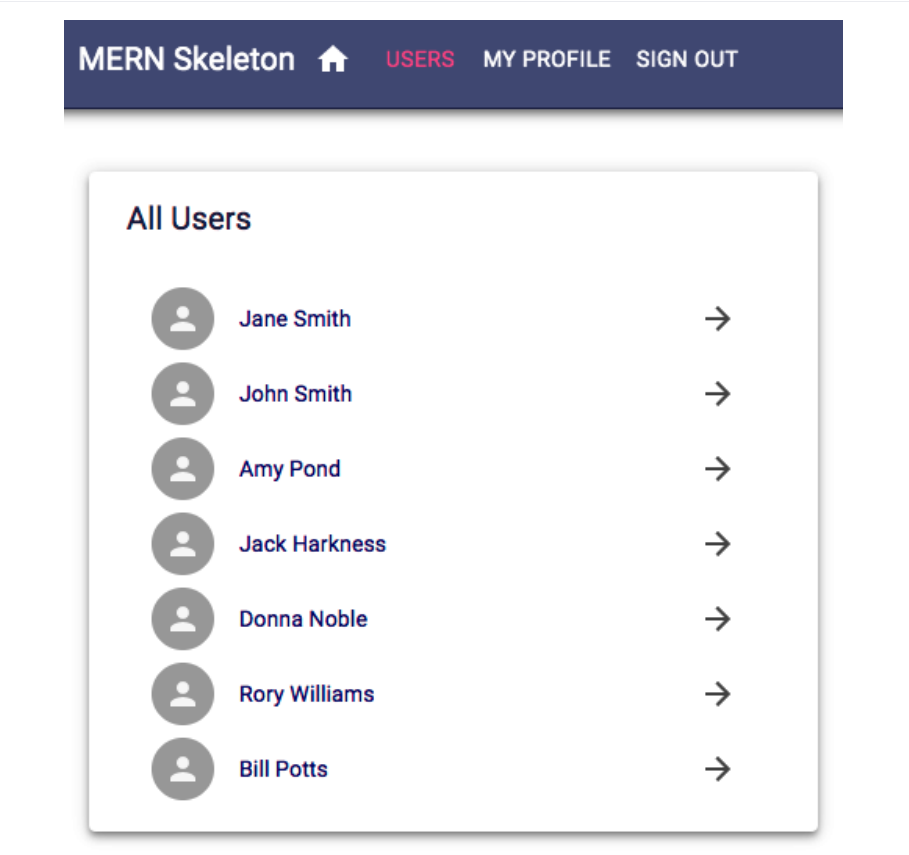 MERN Skeleton USERS MY PROFILE SIGN OUT
All Users
Jane Smith
John Smith
Amy Pond
Jack Harkness
Donna Noble
Rory Williams
Bill Potts